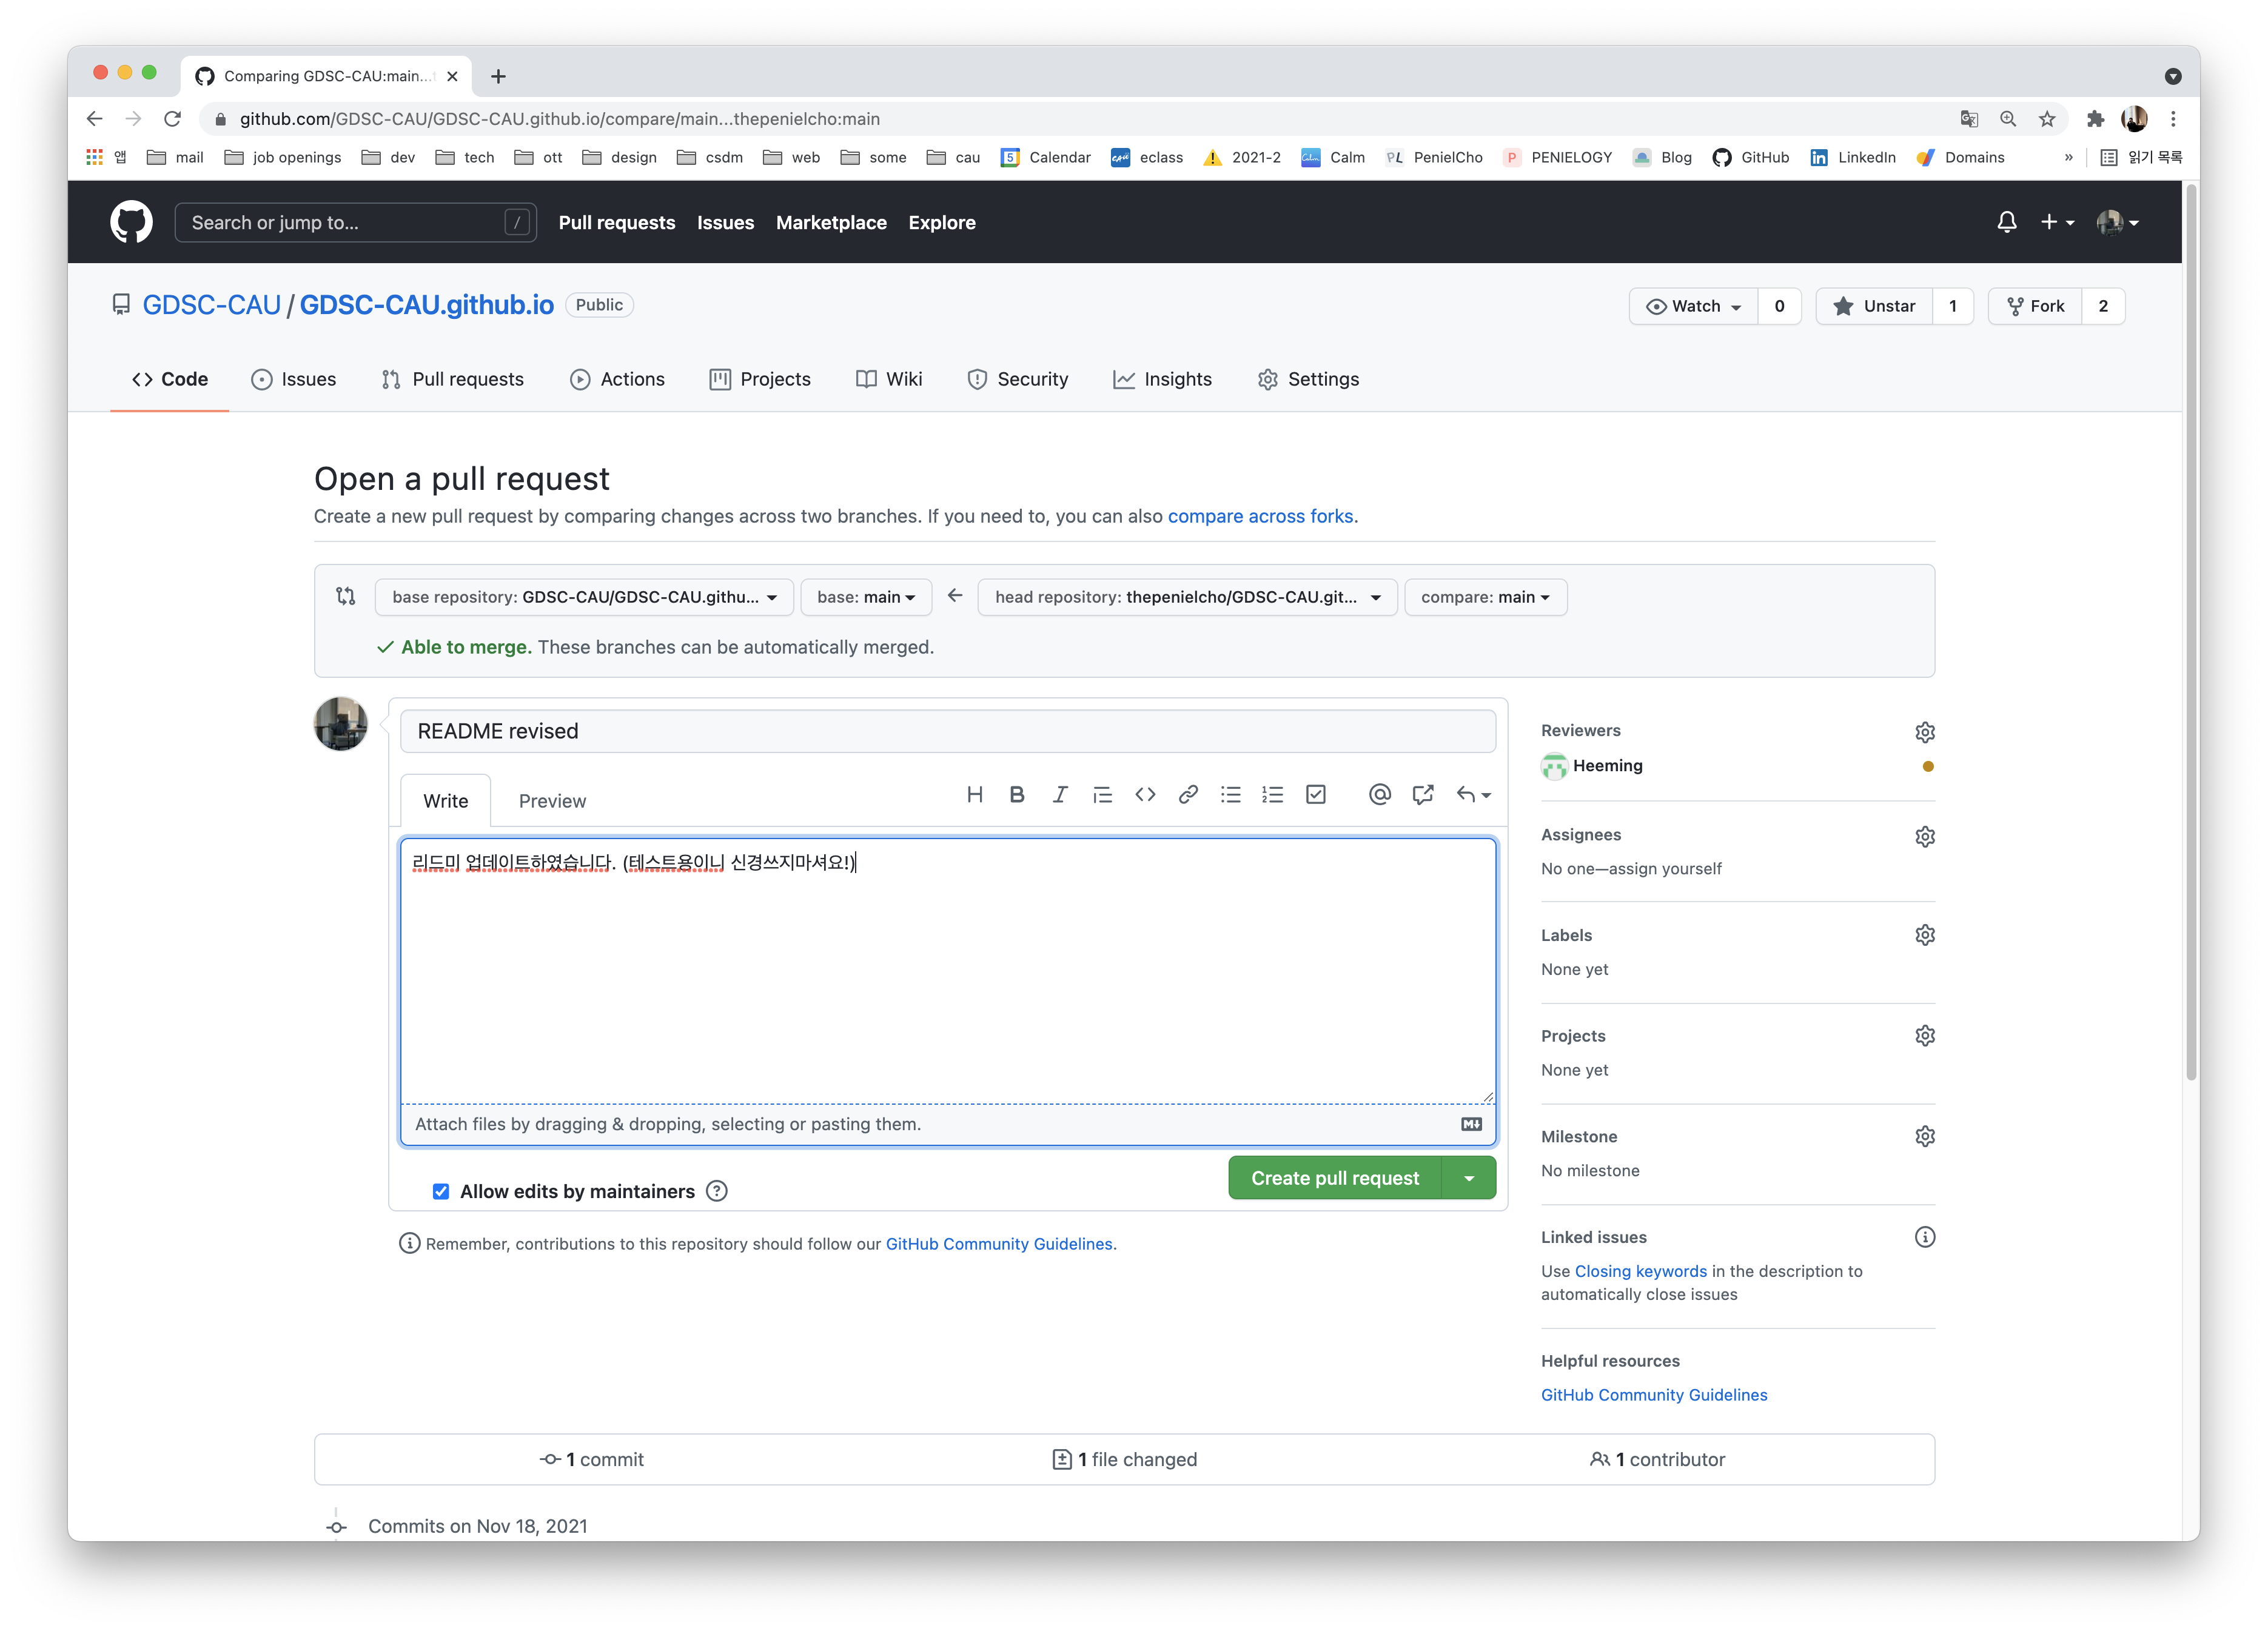 Comparing GDSC-CAU:main...t
github.com/GDSC-CAU/GDSC-CAU.github.io/compare/main...thepenielcho:main
앱 mail job openings dev tech ott design csdm web some cau 5 Calendar CAU eclass 2021-2 Calm Calm PL PenielCho P PENIELOGY Blog GitHub in LinkedIn Domains » 읽기 목록
Search or jump to... / Pull requests Issues Marketplace Explore
GDSC-CAU / GDSC-CAU.github.io Public Watch 0 Unstar 1 Fork 2
Code Issues Pull requests Actions Projects Wiki Security Insights Settings
Open a pull request
Create a new pull request by comparing changes across two branches. If you need to, you can also compare across forks.
base repository: GDSC-CAU/GDSC-CAU.githu... base: main head repository: thepenielcho/GDSC-CAU.git... compare: main
Able to merge. These branches can be automatically merged.
README revised
Write Preview
리드미 업데이트하였습니다. (테스트용이니 신경쓰지마셔요!)
Attach files by dragging & dropping, selecting or pasting them.
Allow edits by maintainers
Create pull request
Remember, contributions to this repository should follow our GitHub Community Guidelines.
Reviewers
Heeming
Assignees
No one—assign yourself
Labels
None yet
Projects
None yet
Milestone
No milestone
Linked issues
Use Closing keywords in the description to
automatically close issues
Helpful resources
GitHub Community Guidelines
1 commit 1 file changed 1 contributor
Commits on Nov 18, 2021